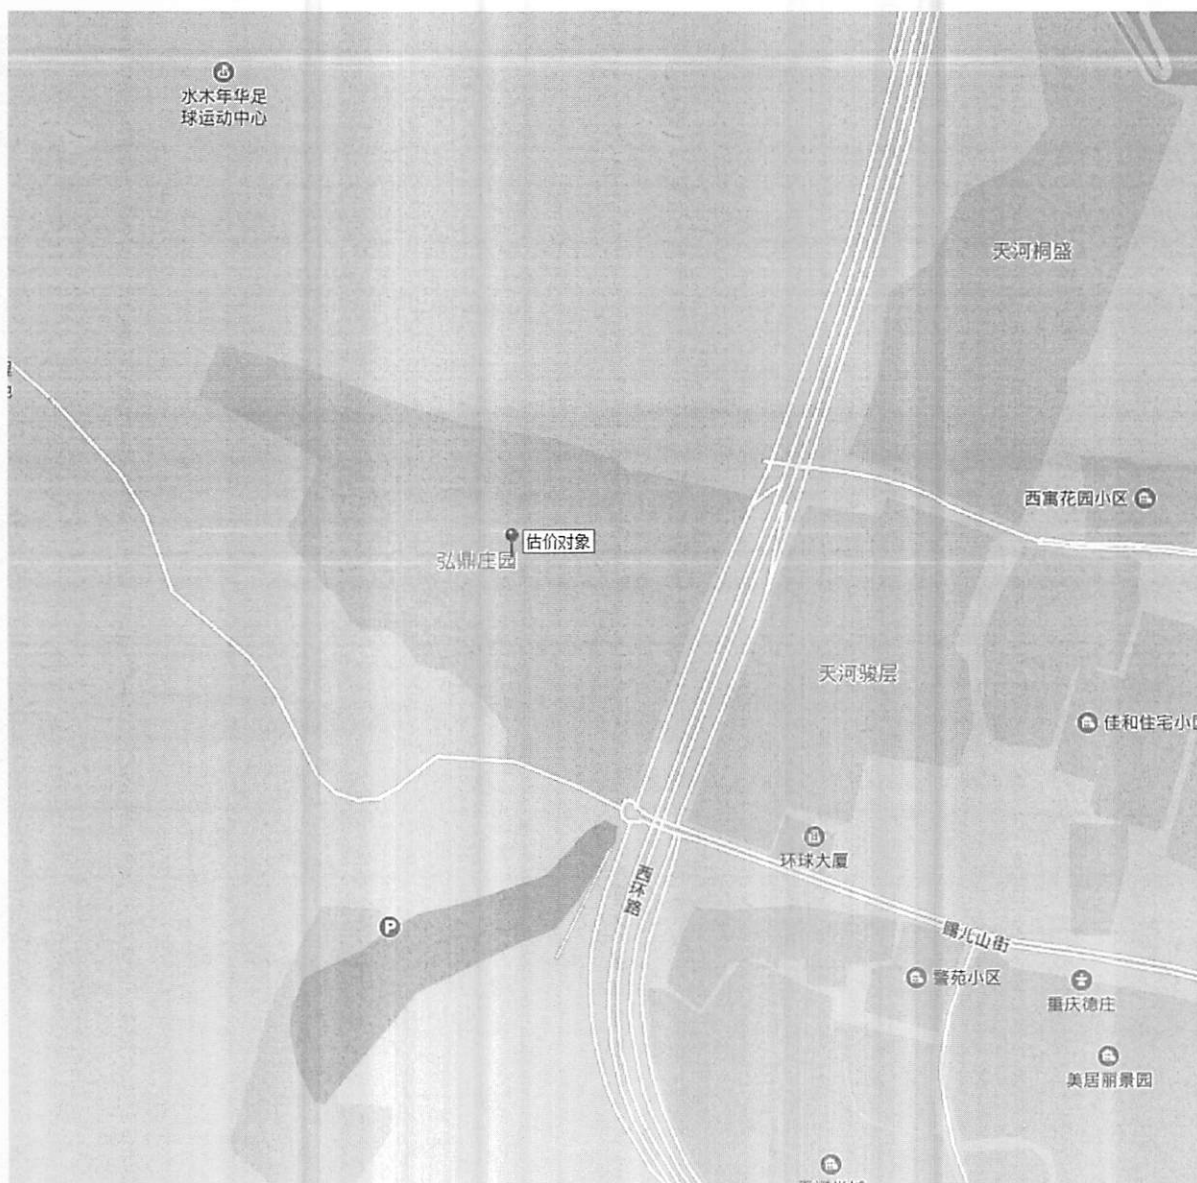 水木年华足
球运动中心
天河桐盛
西寓花园小区
估价对象
弘鼎庄园
天河骏层
佳和住宅小区
环球大厦
西环路
曙北山街
警苑小区
重庆德庄
美居丽景园
P